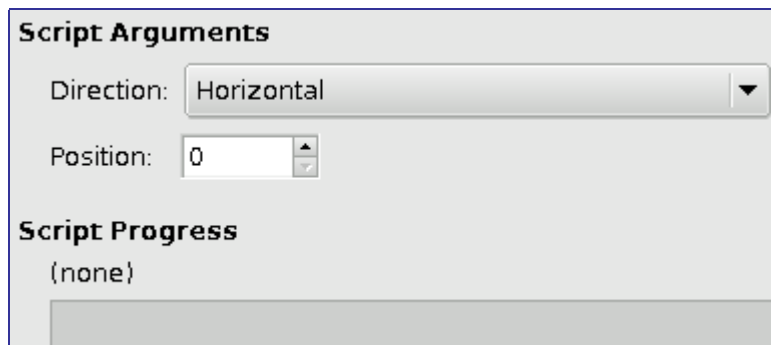 Script Arguments
Direction: Horizontal
Position: 0
Script Progress
(none)